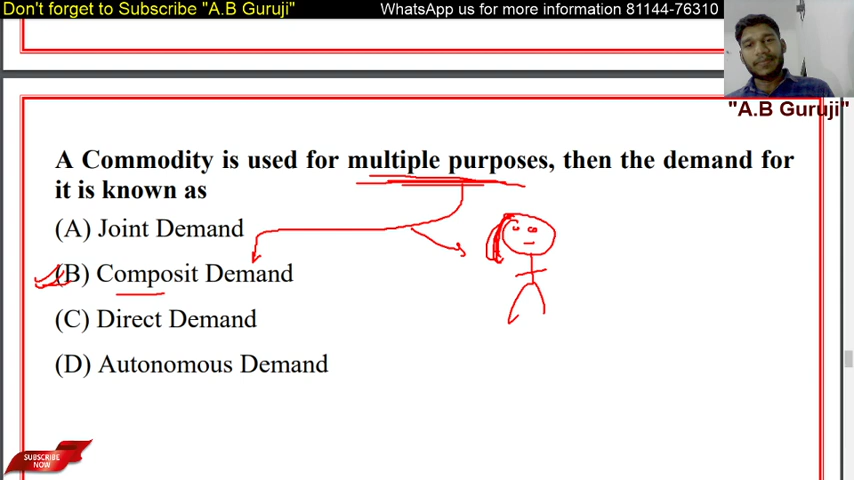 Don't forget to Subscribe "A.B Guruji"
WhatsApp us for more information 81144-76310
"A.B Guruji"
A Commodity is used for multiple purposes, then the demand for
it is known as
(A) Joint Demand
(B) Composit Demand
(C) Direct Demand
(D) Autonomous Demand
SUBSCRIBE
NOW